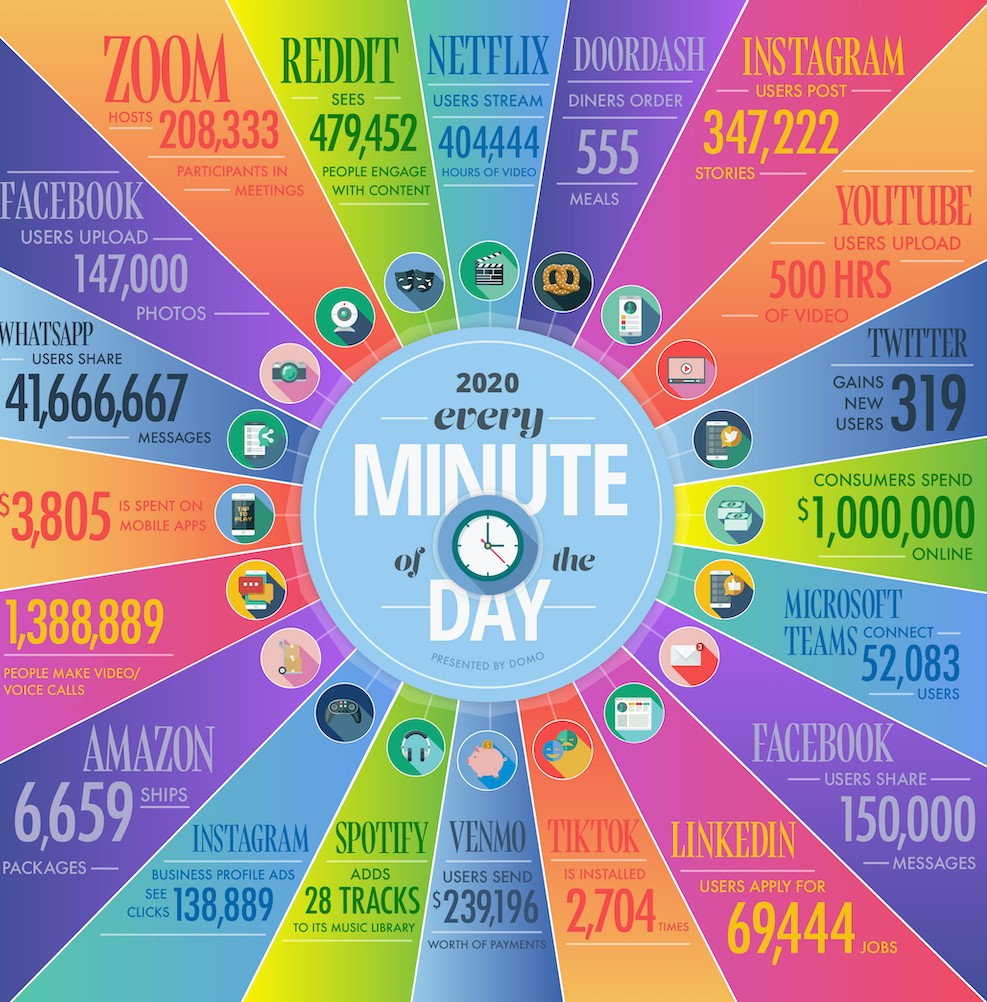 ZOOM
HOSTS 208,333
PARTICIPANTS IN
MEETINGS
REDDIT
SEES
479,452
PEOPLE ENGAGE
WITH CONTENT
NETFLIX
USERS STREAM
404444
HOURS OF VIDEO
DOORDASH
DINERS ORDER
555
MEALS
INSTAGRAM
USERS POST
347,222
STORIES
YOUTUBE
USERS UPLOAD
500 HRS
OF VIDEO
TWITTER
GAINS
NEW
USERS 319
CONSUMERS SPEND
$1,000,000
ONLINE
MICROSOFT
TEAMS CONNECT
52,083
USERS
FACEBOOK
USERS SHARE
150,000
MESSAGES
LINKEDIN
USERS APPLY FOR
69,444 JOBS
TIKTOK
IS INSTALLED
2,704 TIMES
VENMO
USERS SEND
$239,196
WORTH OF PAYMENTS
SPOTIFY
ADDS
28 TRACKS
TO ITS MUSIC LIBRARY
INSTAGRAM
BUSINESS PROFILE ADS
SEE
CLICKS 138,889
AMAZON
6,659 SHIPS
PACKAGES
1,388,889
PEOPLE MAKE VIDEO/
VOICE CALLS
$3,805 IS SPENT ON
MOBILE APPS
WHATSAPP
USERS SHARE
41,666,667
MESSAGES
FACEBOOK
USERS UPLOAD
147,000
PHOTOS
2020
every
MINUTE
of the
DAY
PRESENTED BY DOMO
TAP
TO
PLAY
3